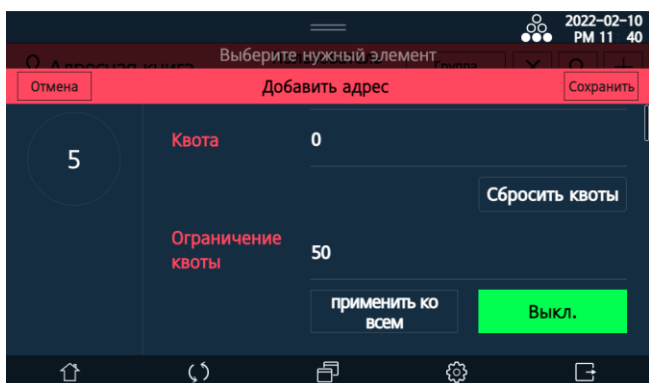 2022-02-10
PM 11 40
Выберите нужный элемент
Адресная книга
Группа
Отмена
Добавить адрес
Сохранить
5
Квота
0
Сбросить квоты
Ограничение
квоты
50
применить ко
всем
Выкл.